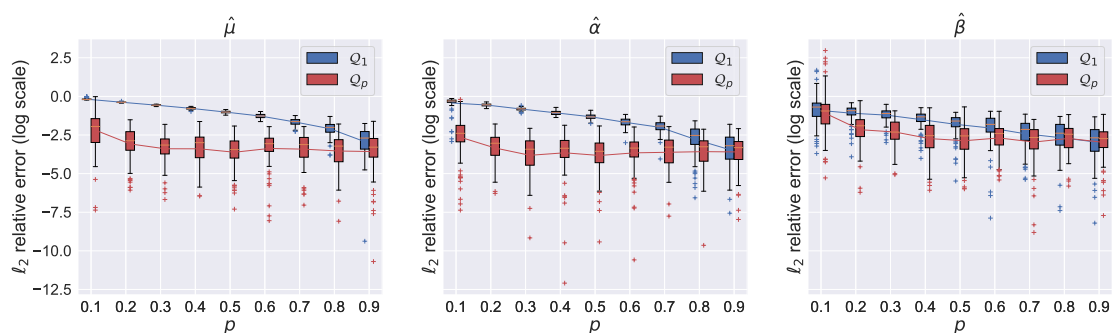 μ̂
ℓ₂ relative error (log scale)
2.5
0.0
−2.5
−5.0
−7.5
−10.0
−12.5
Q₁
Qₚ
0.1 0.2 0.3 0.4 0.5 0.6 0.7 0.8 0.9
p
α̂
ℓ₂ relative error (log scale)
Q₁
Qₚ
0.1 0.2 0.3 0.4 0.5 0.6 0.7 0.8 0.9
p
β̂
ℓ₂ relative error (log scale)
Q₁
Qₚ
0.1 0.2 0.3 0.4 0.5 0.6 0.7 0.8 0.9
p